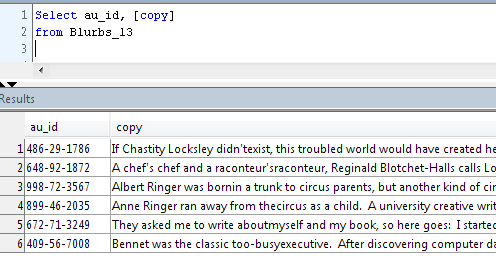 1 Select au_id, [copy]
2 from Blurbs_13
3
Results
au_id copy
1 486-29-1786 If Chastity Locksley didn'texist, this troubled world would have created he
2 648-92-1872 A chef's chef and a raconteur'sraconteur, Reginald Blotchet-Halls calls Lo
3 998-72-3567 Albert Ringer was bornin a trunk to circus parents, but another kind of cir
4 899-46-2035 Anne Ringer ran away from thecircus as a child.  A university creative writ
5 672-71-3249 They asked me to write aboutmyself and my book, so here goes:  I started
6 409-56-7008 Bennet was the classic too-busyexecutive.  After discovering computer da